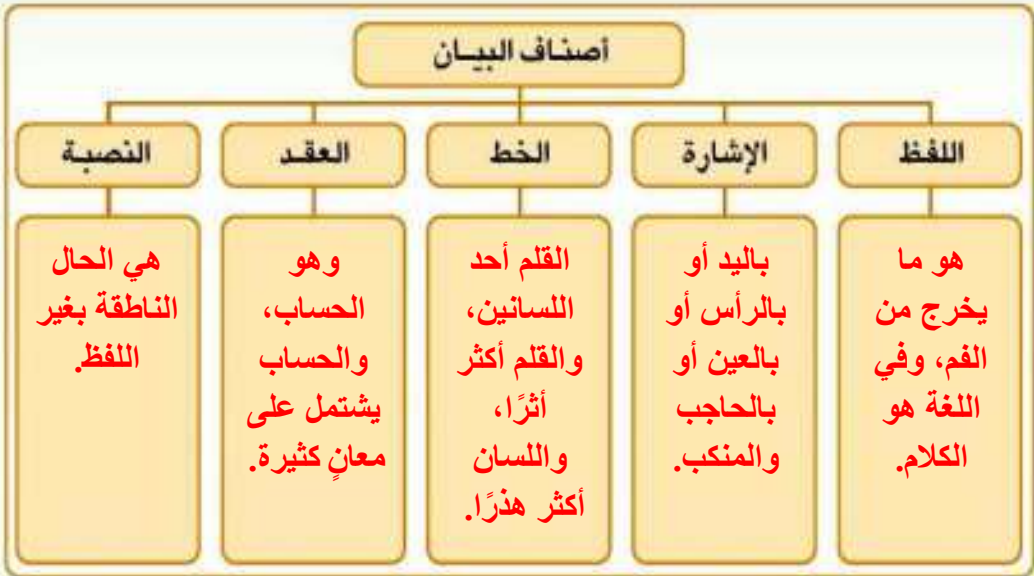 أصناف البيان
اللفظ
الإشارة
الخط
العقد
النصبة
هو ما
يخرج من
الفم، وفي
اللغة هو
الكلام.
باليد أو
بالرأس أو
بالعين أو
بالحاجب
والمنكب.
القلم أحد
اللسانين،
والقلم أكثر
أثرًا،
واللسان
أكثر هذرًا.
وهو
الحساب،
والحساب
يشتمل على
معانٍ كثيرة.
هي الحال
الناطقة بغير
اللفظ.